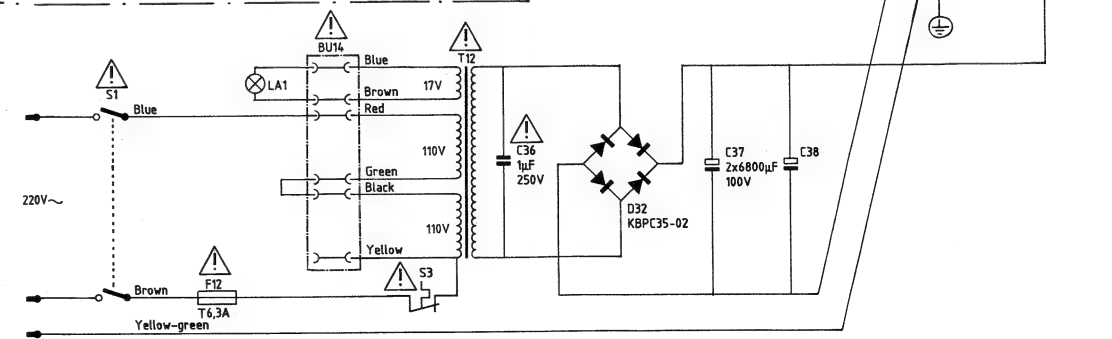 BU14
T12
S1
Blue
LA1
17V
Brown
Blue
Red
110V
C36
1µF
250V
C37
2x6800µF
100V
C38
Green
Black
220V~
110V
D32
KBPC35-02
Yellow
S3
F12
Brown
T6,3A
Yellow-green